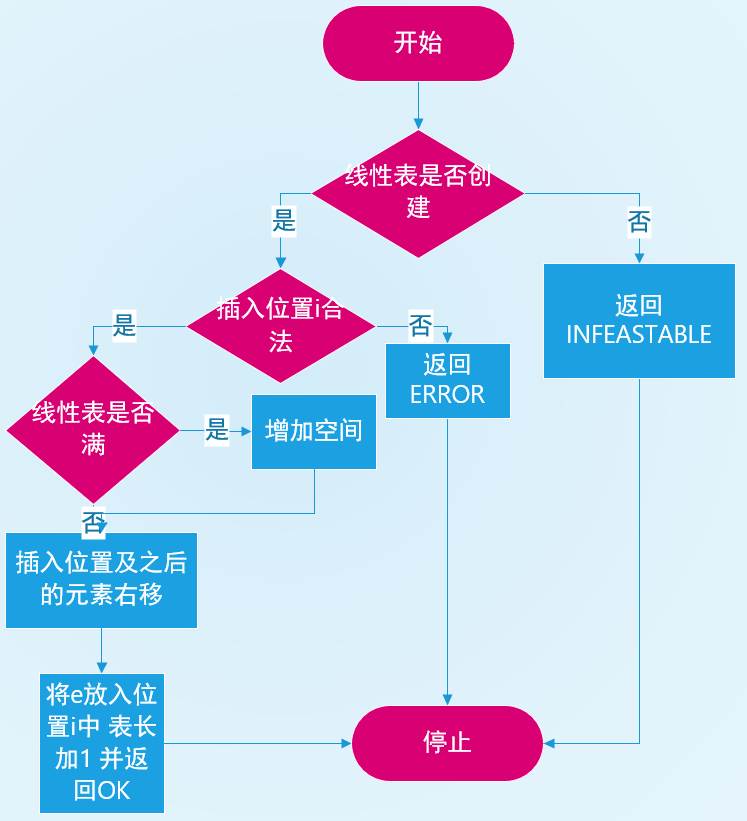 开始
线性表是否创
建
是
否
插入位置i合
法
返回
INFEASTABLE
是
否
返回
ERROR
线性表是否
满
是
增加空间
否
插入位置及之后
的元素右移
将e放入位
置i中 表长
加1 并返
回OK
停止